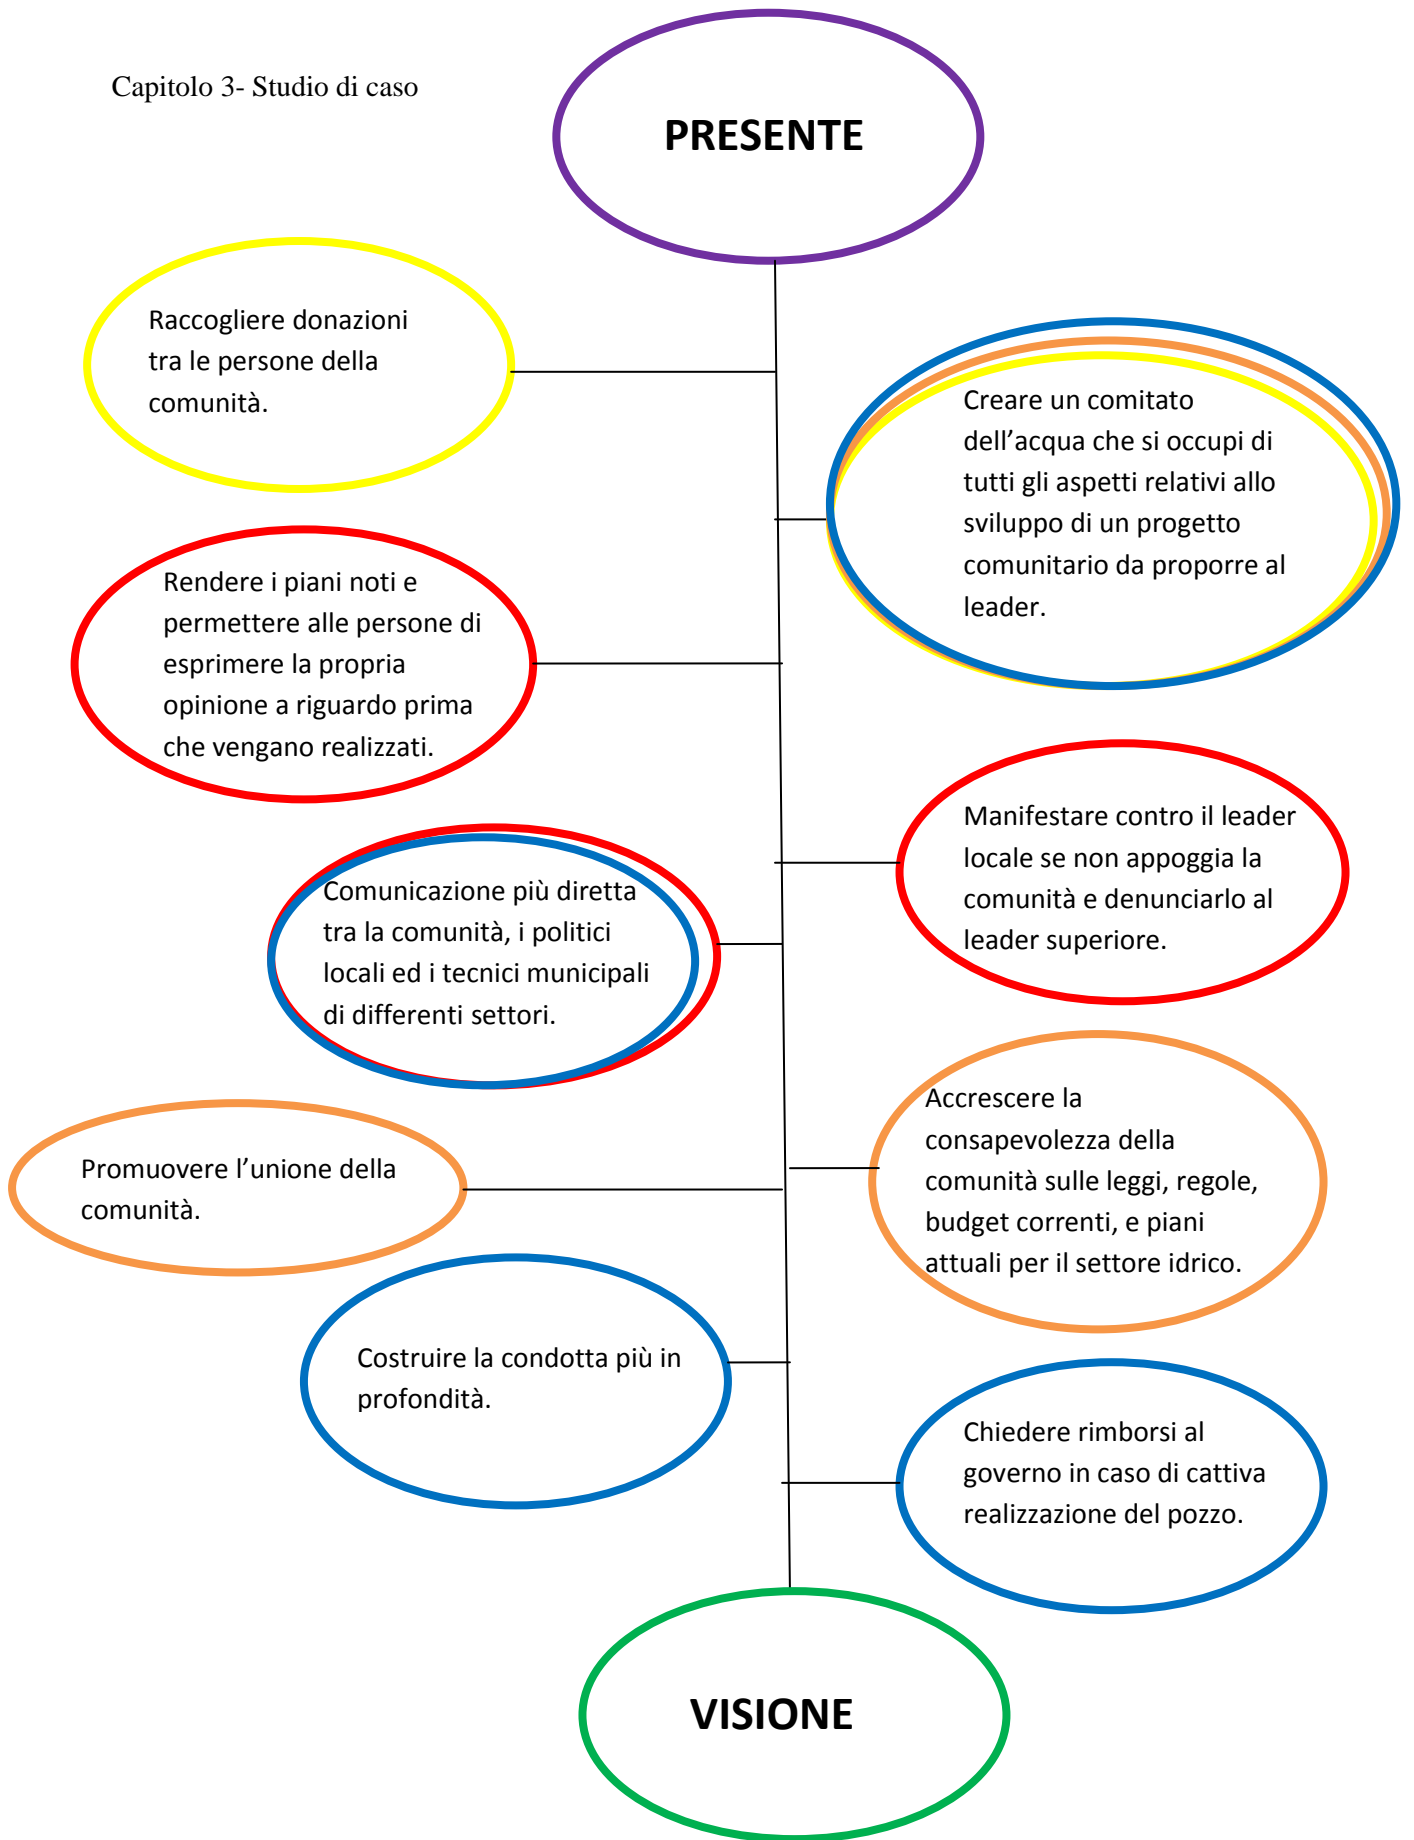 Capitolo 3- Studio di caso
PRESENTE
Raccogliere donazioni
tra le persone della
comunità.
Creare un comitato
dell’acqua che si occupi di
tutti gli aspetti relativi allo
sviluppo di un progetto
comunitario da proporre al
leader.
Rendere i piani noti e
permettere alle persone di
esprimere la propria
opinione a riguardo prima
che vengano realizzati.
Manifestare contro il leader
locale se non appoggia la
comunità e denunciarlo al
leader superiore.
Comunicazione più diretta
tra la comunità, i politici
locali ed i tecnici municipali
di differenti settori.
Accrescere la
consapevolezza della
comunità sulle leggi, regole,
budget correnti, e piani
attuali per il settore idrico.
Promuovere l’unione della
comunità.
Costruire la condotta più in
profondità.
Chiedere rimborsi al
governo in caso di cattiva
realizzazione del pozzo.
VISIONE